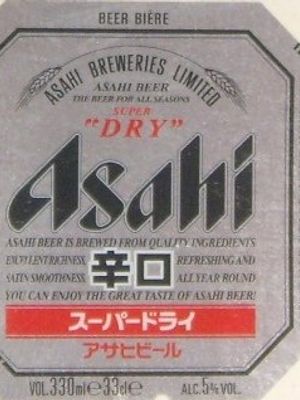 BEER BIÈRE
ASAHI BREWERIES LIMITED
ASAHI BEER
THE BEER FOR ALL SEASONS
SUPER
"DRY"
Asahi
ASAHI BEER IS BREWED FROM QUALITY INGREDIENTS
辛口
REFRESHING AND
SATIN SMOOTHNESS, ALL YEAR ROUND
YOU CAN ENJOY THE GREAT TASTE OF ASAHI BEER!
スーパードライ
アサヒビール
VOL.330ml℮33cl℮ ALC.5% VOL.